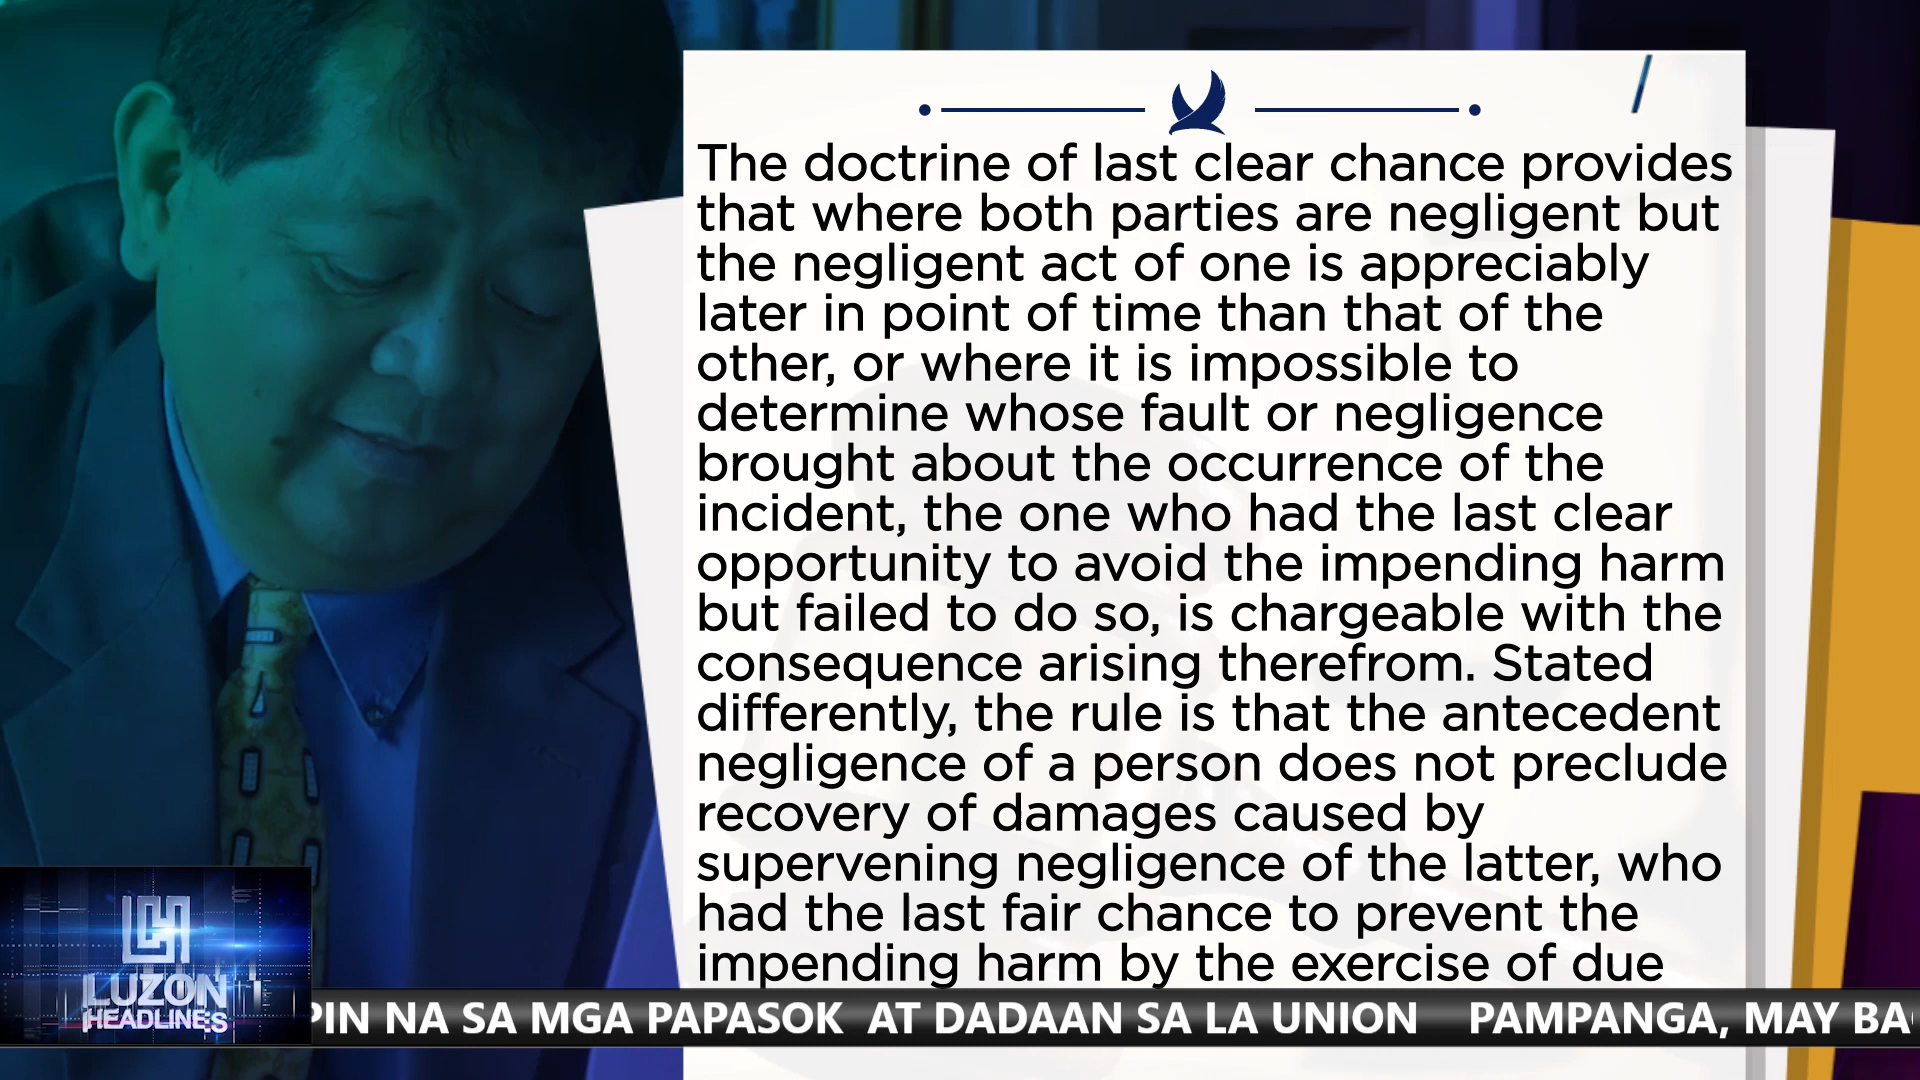 The doctrine of last clear chance provides
that where both parties are negligent but
the negligent act of one is appreciably
later in point of time than that of the
other, or where it is impossible to
determine whose fault or negligence
brought about the occurrence of the
incident, the one who had the last clear
opportunity to avoid the impending harm
but failed to do so, is chargeable with the
consequence arising therefrom. Stated
differently, the rule is that the antecedent
negligence of a person does not preclude
recovery of damages caused by
supervening negligence of the latter, who
had the last fair chance to prevent the
impending harm by the exercise of due
LH
LUZON
HEADLINES
PIN NA SA MGA PAPASOK AT DADAAN SA LA UNION PAMPANGA, MAY BA